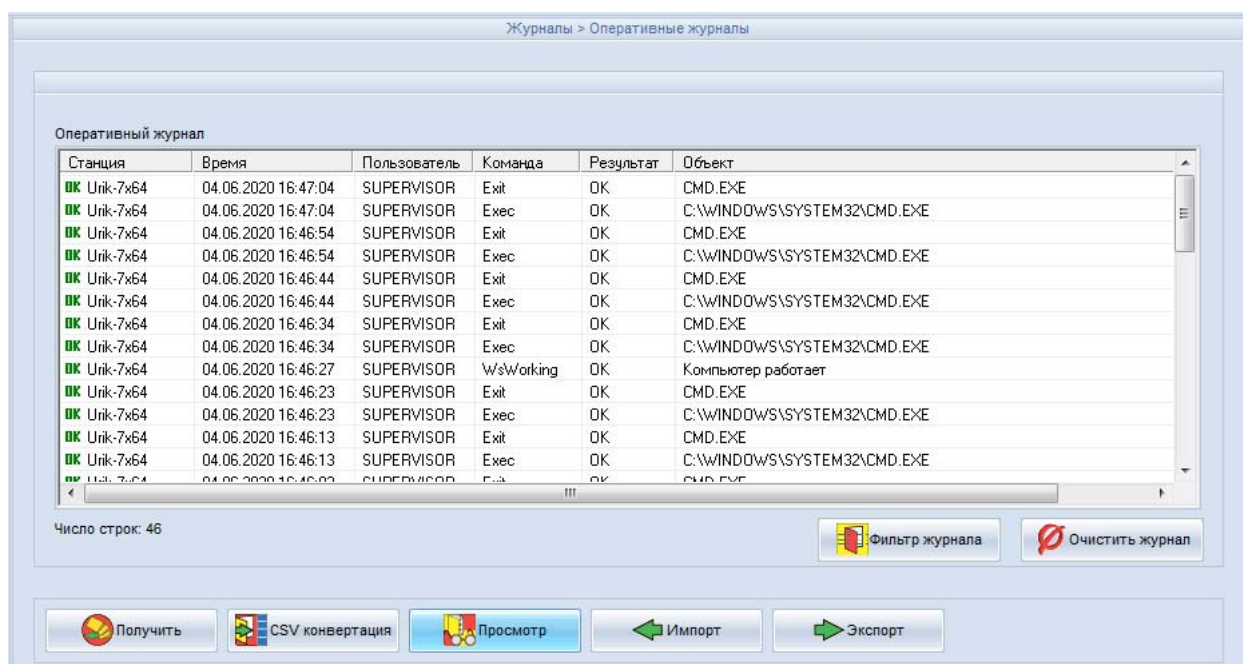 Журналы > Оперативные журналы
Оперативный журнал
Станция Время Пользователь Команда Результат Объект
OK Urik-7x64 04.06.2020 16:47:04 SUPERVISOR Exit OK CMD.EXE
OK Urik-7x64 04.06.2020 16:47:04 SUPERVISOR Exec OK C:\WINDOWS\SYSTEM32\CMD.EXE
OK Urik-7x64 04.06.2020 16:46:54 SUPERVISOR Exit OK CMD.EXE
OK Urik-7x64 04.06.2020 16:46:54 SUPERVISOR Exec OK C:\WINDOWS\SYSTEM32\CMD.EXE
OK Urik-7x64 04.06.2020 16:46:44 SUPERVISOR Exit OK CMD.EXE
OK Urik-7x64 04.06.2020 16:46:44 SUPERVISOR Exec OK C:\WINDOWS\SYSTEM32\CMD.EXE
OK Urik-7x64 04.06.2020 16:46:34 SUPERVISOR Exit OK CMD.EXE
OK Urik-7x64 04.06.2020 16:46:34 SUPERVISOR Exec OK C:\WINDOWS\SYSTEM32\CMD.EXE
OK Urik-7x64 04.06.2020 16:46:27 SUPERVISOR WsWorking OK Компьютер работает
OK Urik-7x64 04.06.2020 16:46:23 SUPERVISOR Exit OK CMD.EXE
OK Urik-7x64 04.06.2020 16:46:23 SUPERVISOR Exec OK C:\WINDOWS\SYSTEM32\CMD.EXE
OK Urik-7x64 04.06.2020 16:46:13 SUPERVISOR Exit OK CMD.EXE
OK Urik-7x64 04.06.2020 16:46:13 SUPERVISOR Exec OK C:\WINDOWS\SYSTEM32\CMD.EXE
Число строк: 46
Фильтр журнала Очистить журнал
Получить CSV конвертация Просмотр Импорт Экспорт